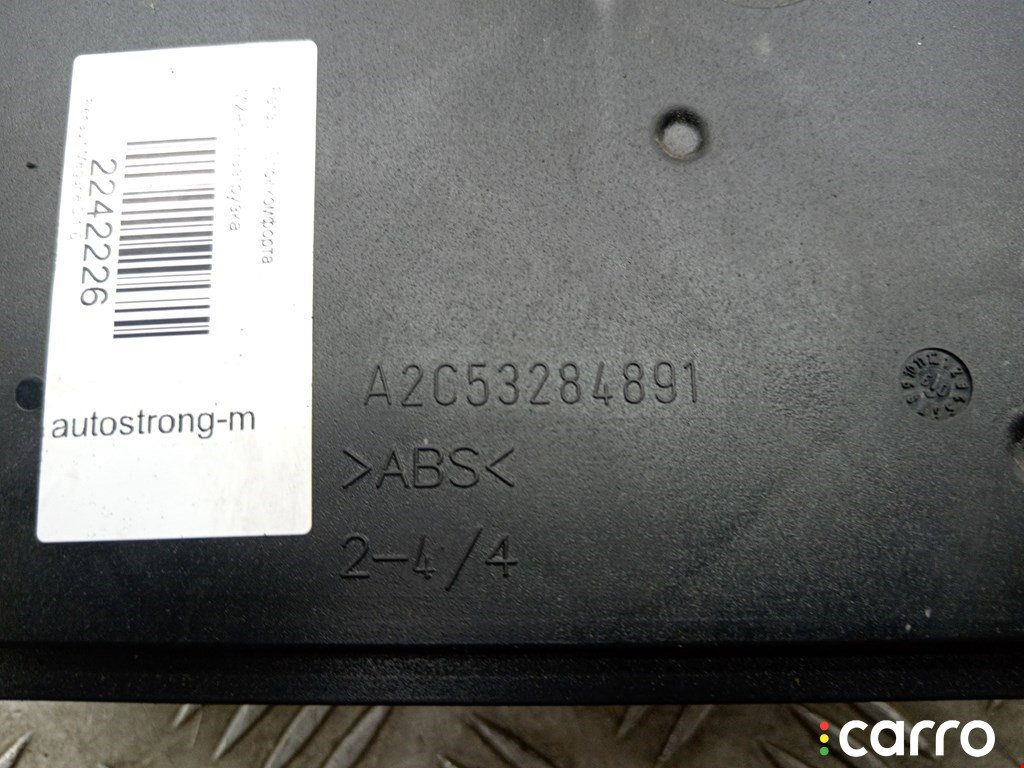 2242226
autostrong-m
A2C53284891
>ABS<
2-4/4
carro